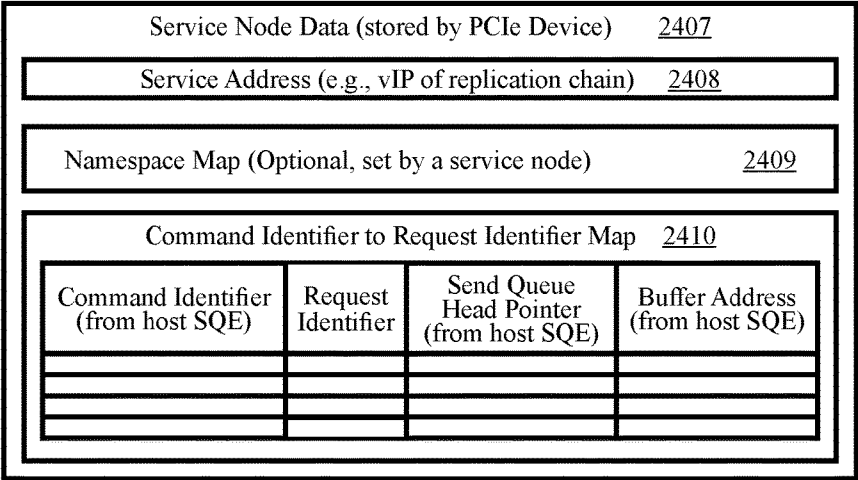 Service Node Data (stored by PCIe Device) 2407
Service Address (e.g., vIP of replication chain) 2408
Namespace Map (Optional, set by a service node) 2409
Command Identifier to Request Identifier Map 2410
Command Identifier
(from host SQE)
Request
Identifier
Send Queue
Head Pointer
(from host SQE)
Buffer Address
(from host SQE)